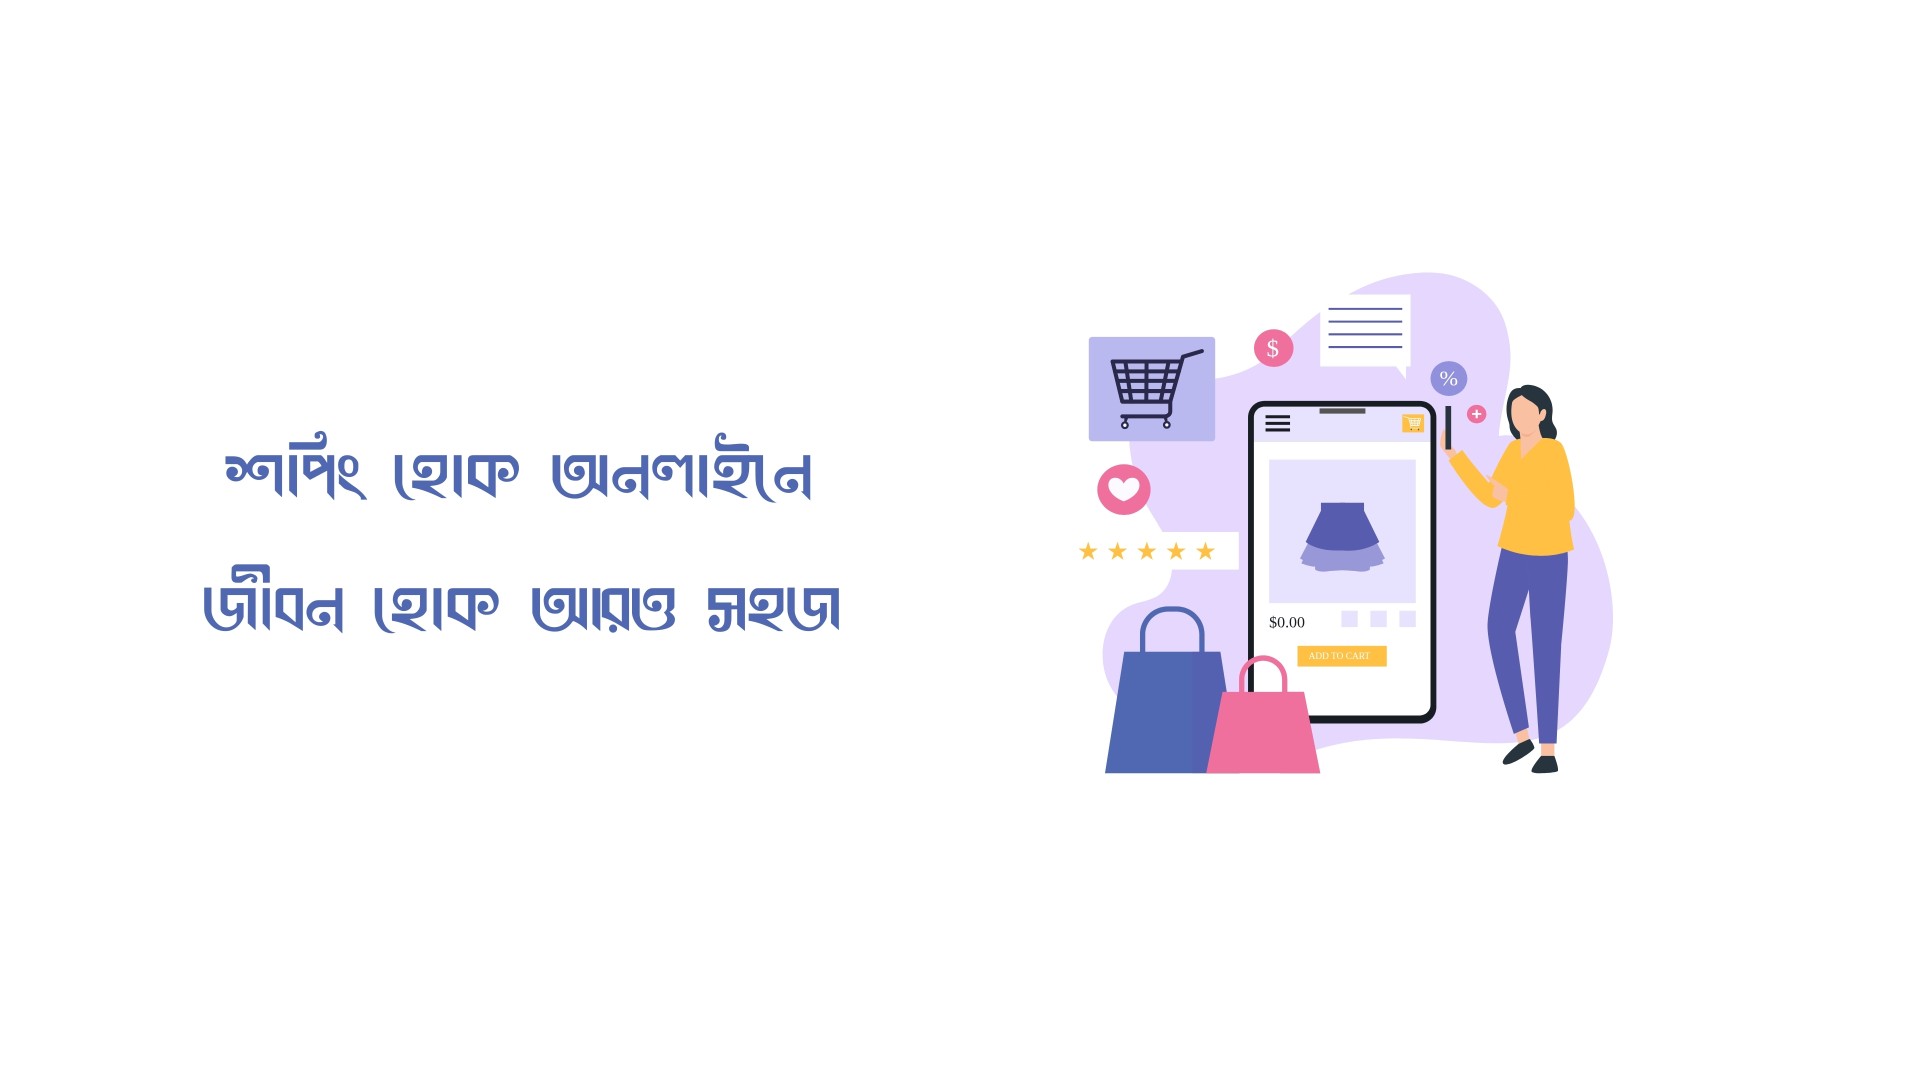 শপিং হোক অনলাইনে
জীবন হোক আরও সহজ
$
%
$0.00
ADD TO CART